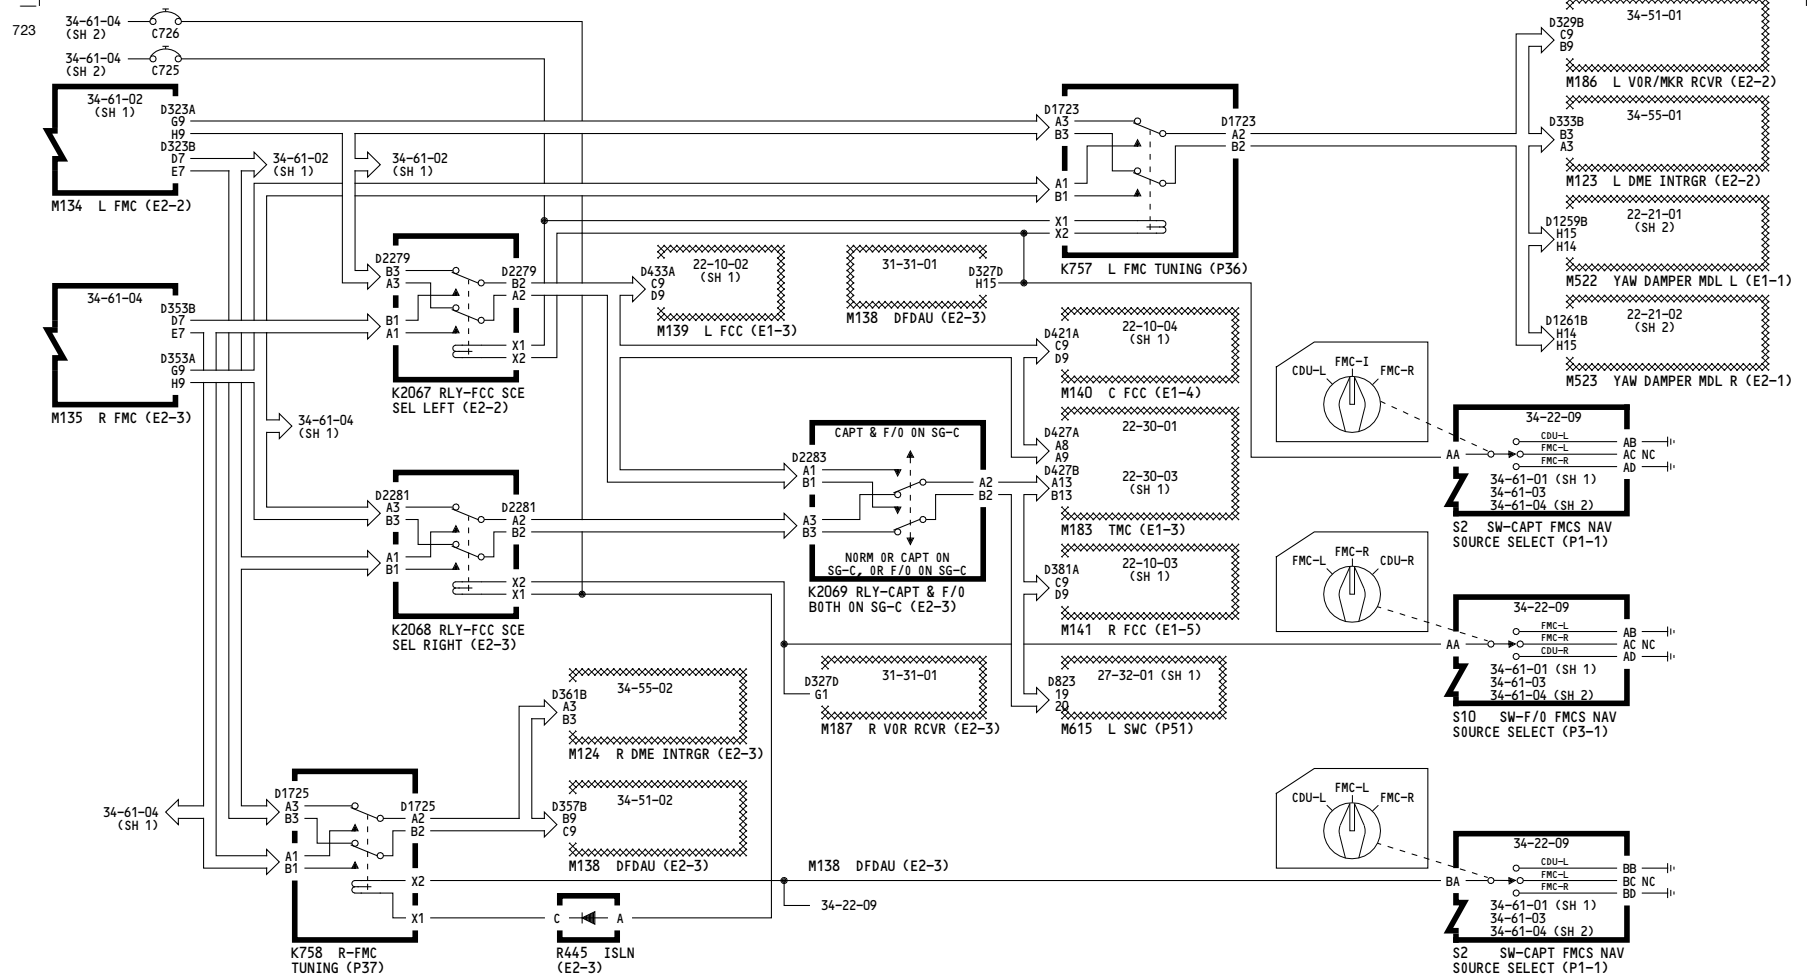 723
34-61-04
(SH 2)
C726
34-61-04
(SH 2)
C725
34-61-02
(SH 1)
D323A
G9
H9
D323B
D7
E7
M134 L FMC (E2-2)
34-61-02
(SH 1)
34-61-02
(SH 1)
34-61-04
D353B
D7
E7
D353A
G9
H9
M135 R FMC (E2-3)
34-61-04
(SH 1)
D2279
B3
A3
B1
A1
D2279
B2
A2
X1
X2
K2067 RLY-FCC SCE
SEL LEFT (E2-2)
D2281
A3
B3
A1
B1
D2281
A2
B2
X2
X1
K2068 RLY-FCC SCE
SEL RIGHT (E2-3)
D433A
C9
D9
22-10-02
(SH 1)
M139 L FCC (E1-3)
31-31-01
D327D
H15
M138 DFDAU (E2-3)
D1723
A3
B3
A1
B1
X1
X2
D1723
A2
B2
K757 L FMC TUNING (P36)
34-51-01
D329B
C9
B9
M186 L VOR/MKR RCVR (E2-2)
34-55-01
D333B
B3
A3
M123 L DME INTRGR (E2-2)
22-21-01
(SH 2)
D1259B
H15
H14
M522 YAW DAMPER MDL L (E1-1)
22-21-02
(SH 2)
D1261B
H14
H15
M523 YAW DAMPER MDL R (E2-1)
D421A
C9
D9
22-10-04
(SH 1)
M140 C FCC (E1-4)
22-30-01
D427A
A8
A9
D427B
A13
B13
22-30-03
(SH 1)
M183 TMC (E1-3)
D381A
C9
D9
22-10-03
(SH 1)
M141 R FCC (E1-5)
27-32-01 (SH 1)
D823
19
20
M615 L SWC (P51)
CAPT & F/O ON SG-C
D2283
A1
B1
A3
B3
A2
B2
NORM OR CAPT ON
SG-C, OR F/O ON SG-C
K2069 RLY-CAPT & F/O
BOTH ON SG-C (E2-3)
31-31-01
D327D
G1
M187 R VOR RCVR (E2-3)
34-55-02
D361B
A3
B3
M124 R DME INTRGR (E2-3)
34-51-02
D357B
B9
C9
M138 DFDAU (E2-3)
M138 DFDAU (E2-3)
34-22-09
34-61-04
(SH 1)
D1725
A3
B3
A1
B1
D1725
A2
B2
X2
X1
K758 R-FMC
TUNING (P37)
C
A
R445 ISLN
(E2-3)
CDU-L
FMC-I
FMC-R
34-22-09
AA
CDU-L
FMC-L
FMC-R
AB
AC NC
AD
34-61-01 (SH 1)
34-61-03
34-61-04 (SH 2)
S2 SW-CAPT FMCS NAV
SOURCE SELECT (P1-1)
FMC-L
FMC-R
CDU-R
34-22-09
AA
FMC-L
FMC-R
CDU-R
AB
AC NC
AD
34-61-01 (SH 1)
34-61-03
34-61-04 (SH 2)
S10 SW-F/O FMCS NAV
SOURCE SELECT (P3-1)
CDU-L
FMC-L
FMC-R
34-22-09
BA
CDU-L
FMC-L
FMC-R
BB
BC NC
BD
34-61-01 (SH 1)
34-61-03
34-61-04 (SH 2)
S2 SW-CAPT FMCS NAV
SOURCE SELECT (P1-1)